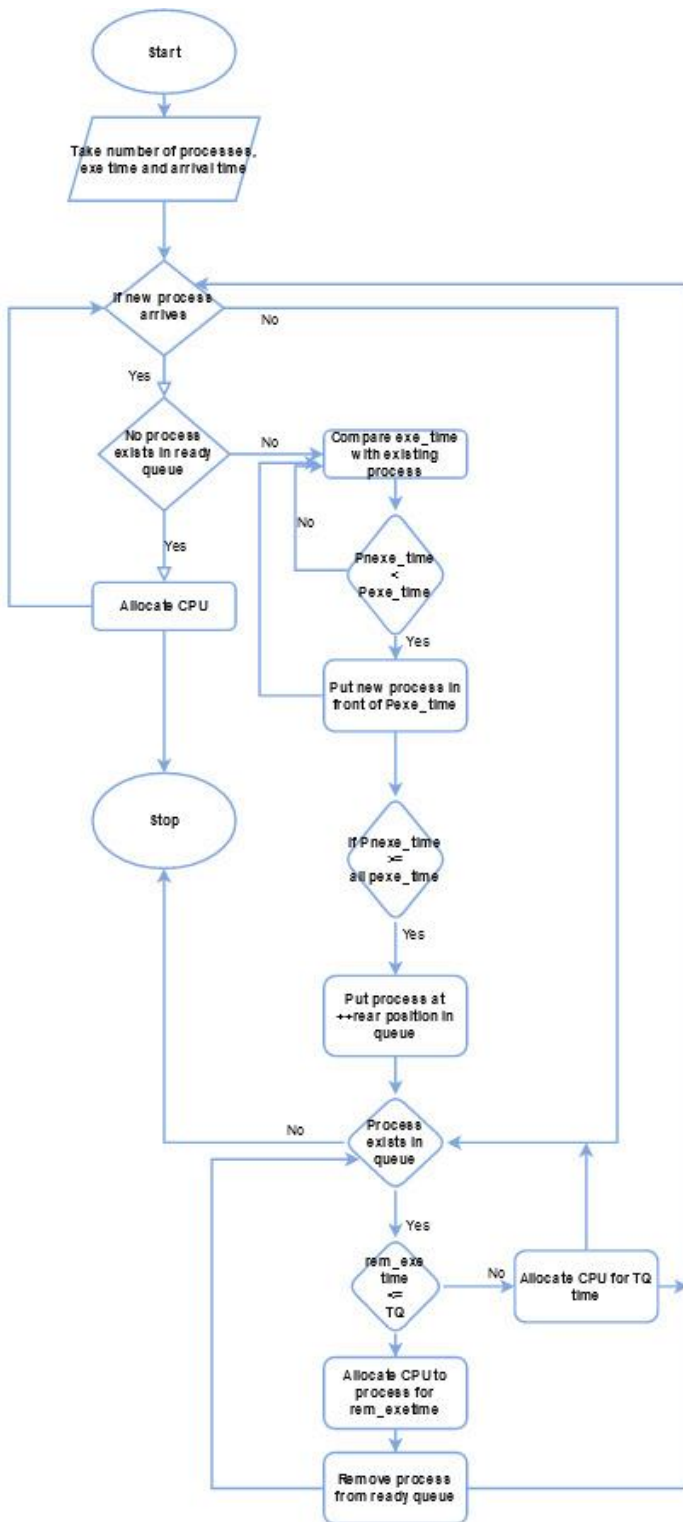 Start
Take number of processes,
exe time and arrival time
If new process
arrives
No
Yes
No process
exists in ready
queue
No
Compare exe_time
with existing
process
Yes
No
Pnexe_time
<
Pexe_time
Allocate CPU
Yes
Put new process in
front of Pexe_time
Stop
if Pnexe_time
>=
all pexe_time
Yes
Put process at
++rear position in
queue
Process
exists in
queue
No
Yes
rem_exe
time
<=
TQ
No
Allocate CPU for TQ
time
Allocate CPU to
process for
rem_exetime
Remove process
from ready queue